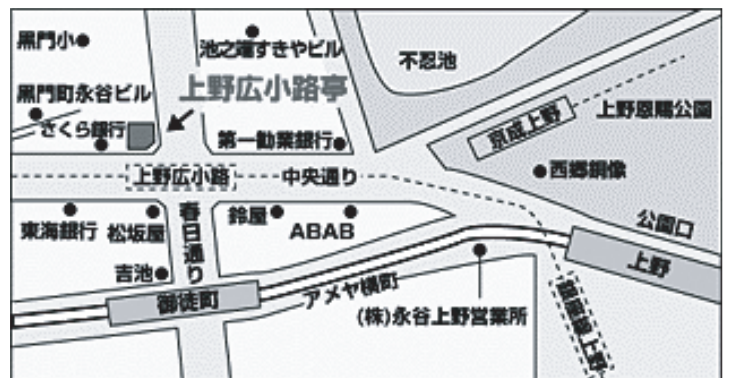 黒門小
池之端すきやビル
不忍池
黒門町永谷ビル
上野広小路亭
上野恩賜公園
京成上野
さくら銀行
第一勧業銀行
西郷銅像
上野広小路
中央通り
公園口
春日通り
鈴屋
ABAB
東海銀行
松坂屋
上野
吉池
御徒町
アメヤ横町
(株)永谷上野営業所
銀座線上野